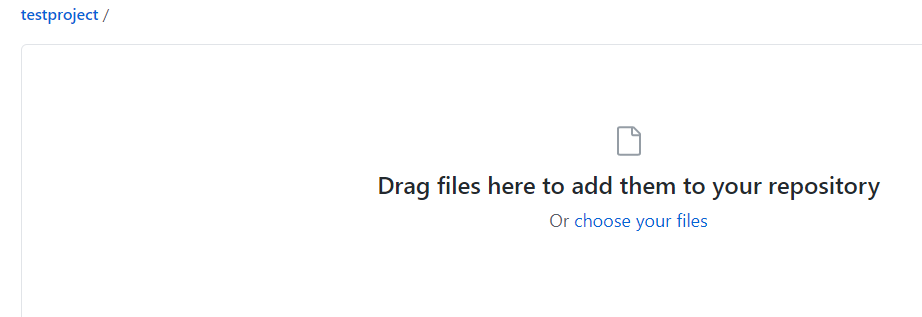 testproject /
Drag files here to add them to your repository
Or choose your files